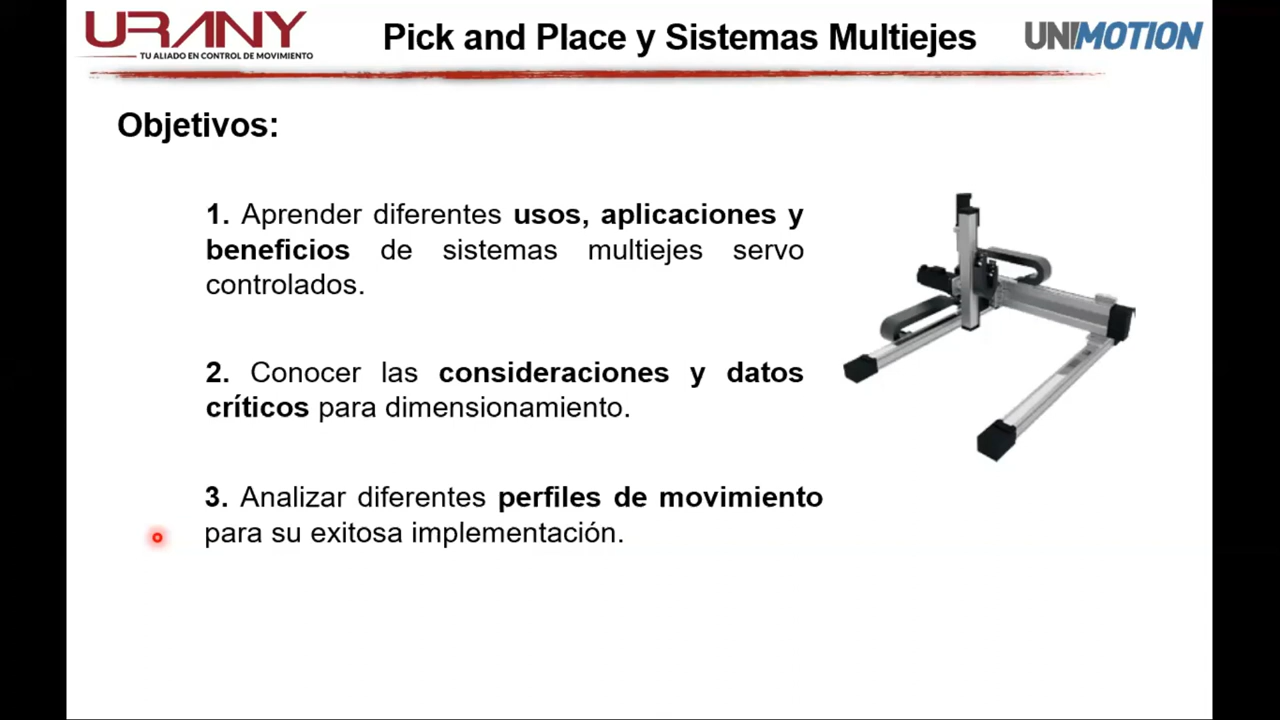 URANY
TU ALIADO EN CONTROL DE MOVIMIENTO
Pick and Place y Sistemas Multiejes
UNIMOTION
Objetivos:
1. Aprender diferentes usos, aplicaciones y
beneficios de sistemas multiejes servo
controlados.
2. Conocer las consideraciones y datos
críticos para dimensionamiento.
3. Analizar diferentes perfiles de movimiento
para su exitosa implementación.